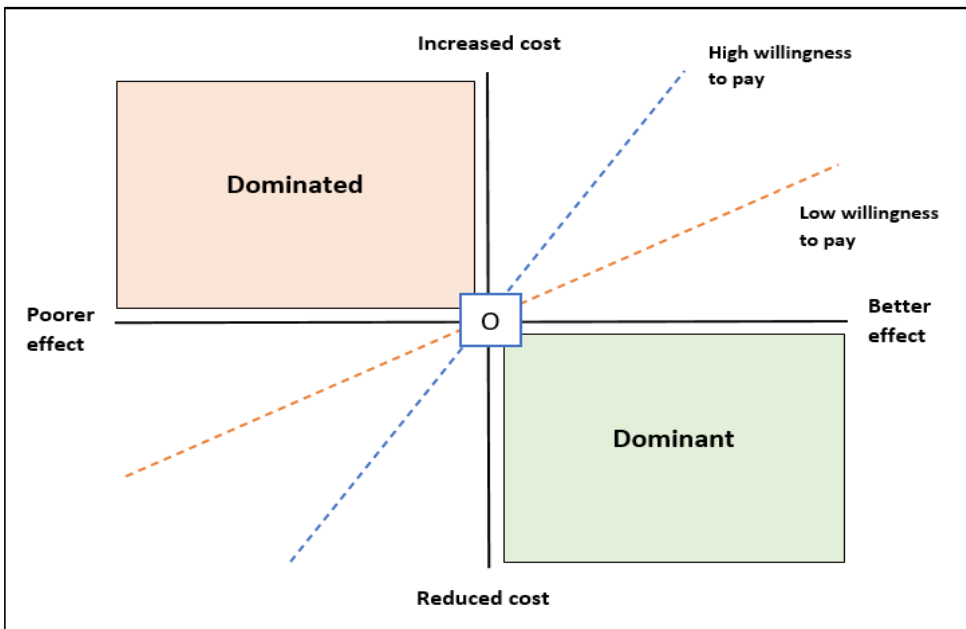 Increased cost
High willingness
to pay
Dominated
Low willingness
to pay
Poorer
effect
O
Better
effect
Dominant
Reduced cost